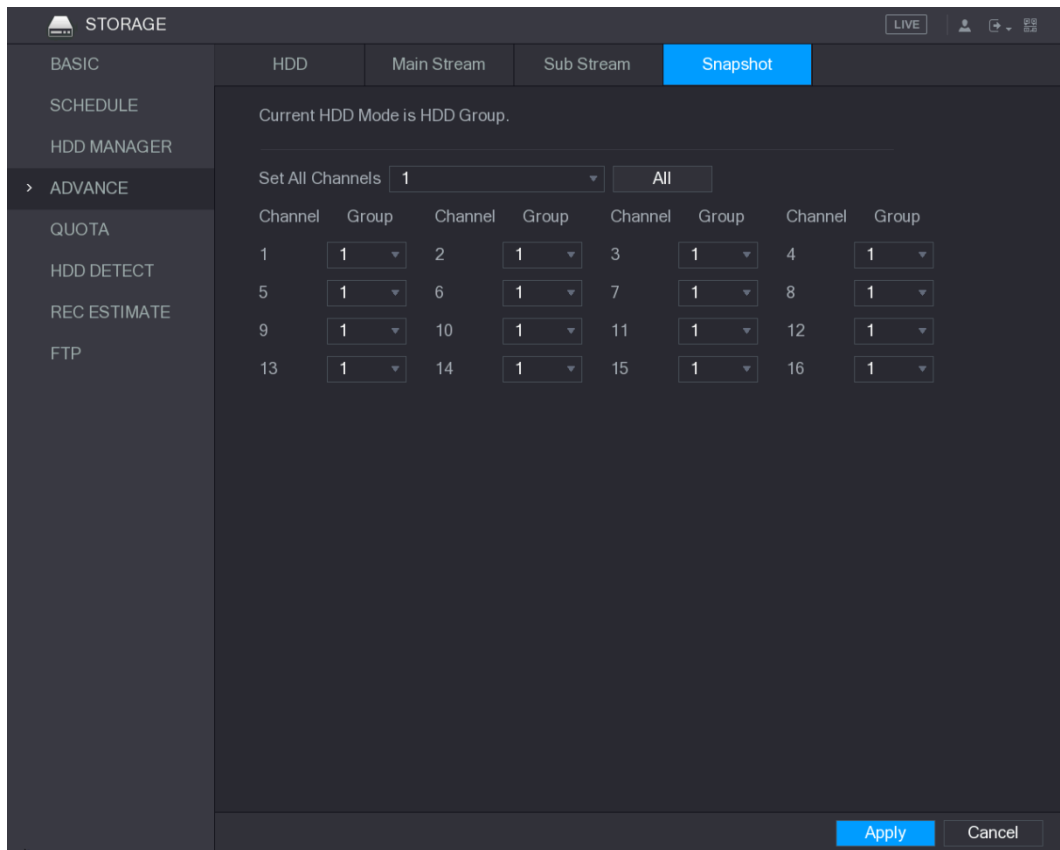 STORAGE LIVE
BASIC
SCHEDULE
HDD MANAGER
> ADVANCE
QUOTA
HDD DETECT
REC ESTIMATE
FTP
HDD Main Stream Sub Stream Snapshot
Current HDD Mode is HDD Group.
Set All Channels 1 All
Channel Group Channel Group Channel Group Channel Group
1 1 2 1 3 1 4 1
5 1 6 1 7 1 8 1
9 1 10 1 11 1 12 1
13 1 14 1 15 1 16 1
Apply Cancel